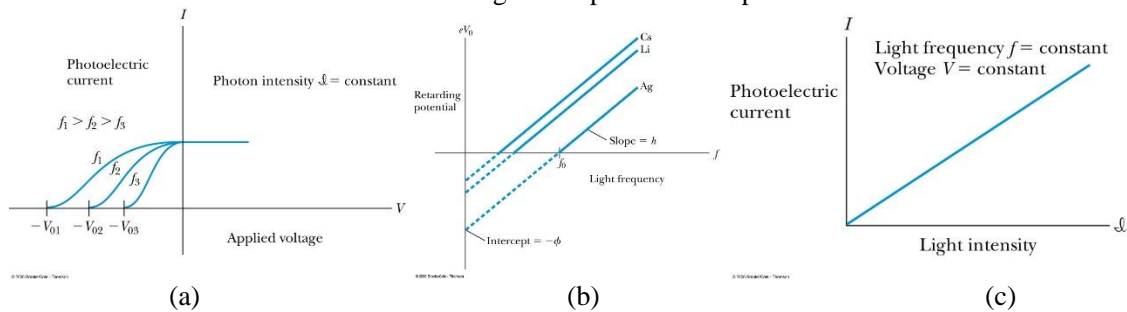 I
Photoelectric
current
Photon intensity ℐ = constant
f₁ > f₂ > f₃
f₁
f₂
f₃
V
−V₀₁ −V₀₂ −V₀₃
Applied voltage
(a)
eV₀
Cs
Li
Retarding
potential
Ag
Slope = h
f
f₀
Light frequency
Intercept = −ϕ
(b)
I
Light frequency f = constant
Voltage V = constant
Photoelectric
current
ℐ
Light intensity
(c)